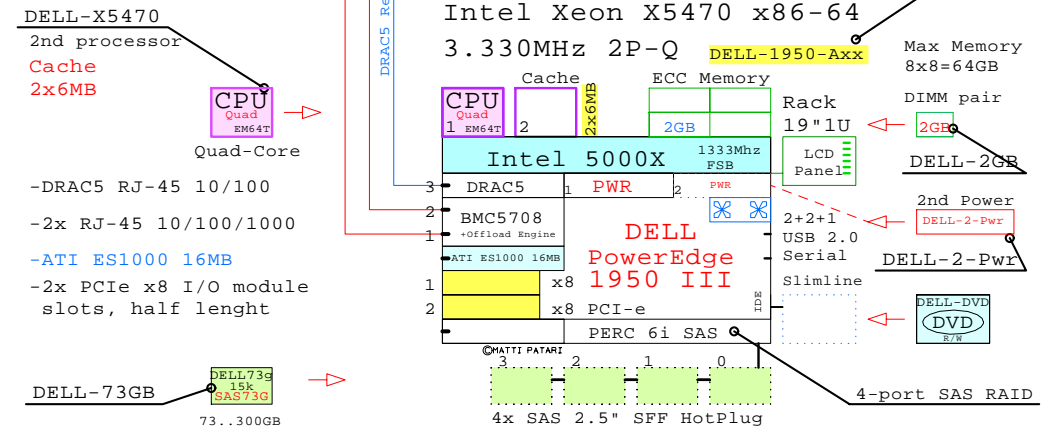 DELL-X5470
2nd processor
Cache
2x6MB
CPU
Quad
EM64T
Quad-Core
-DRAC5 RJ-45 10/100
-2x RJ-45 10/100/1000
-ATI ES1000 16MB
-2x PCIe x8 I/O module
slots, half lenght
DELL-73GB
DELL73g
15k
SAS73G
73..300GB
DRAC5 Re
Intel Xeon X5470 x86-64
3.330MHz 2P-Q
DELL-1950-Axx
Cache
ECC Memory
CPU
Quad
1 EM64T
2
2x6MB
2GB
Intel 5000X
1333Mhz
FSB
3
DRAC5
1 PWR
2 PWR
2
BMC5708
1
+Offload Engine
DELL
PowerEdge
1950 III
ATI ES1000 16MB
1
x8
2
x8 PCI-e
IDE
PERC 6i SAS
©MATTI PATARI
3 2 1 0
4x SAS 2.5" SFF HotPlug
Max Memory
8x8=64GB
Rack
19"1U
DIMM pair
2GB
LCD
Panel
DELL-2GB
2nd Power
DELL-2-Pwr
2+2+1
USB 2.0
Serial
DELL-2-Pwr
Slimline
DELL-DVD
DVD
R/W
4-port SAS RAID